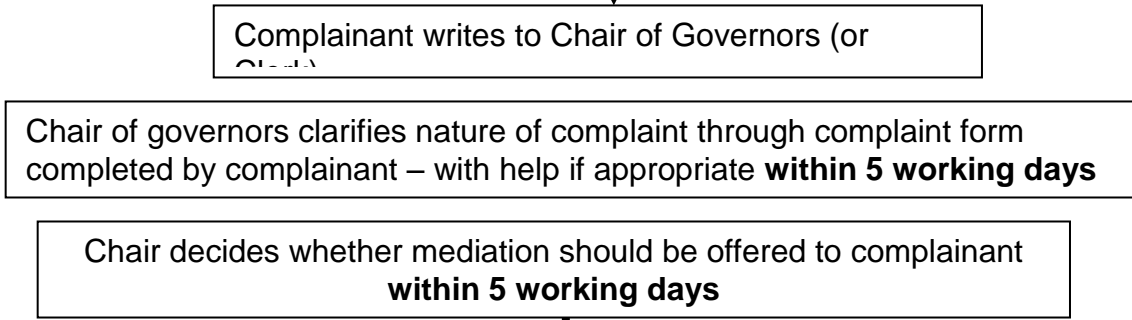 Complainant writes to Chair of Governors (or
Chair of governors clarifies nature of complaint through complaint form
completed by complainant – with help if appropriate within 5 working days
Chair decides whether mediation should be offered to complainant
within 5 working days